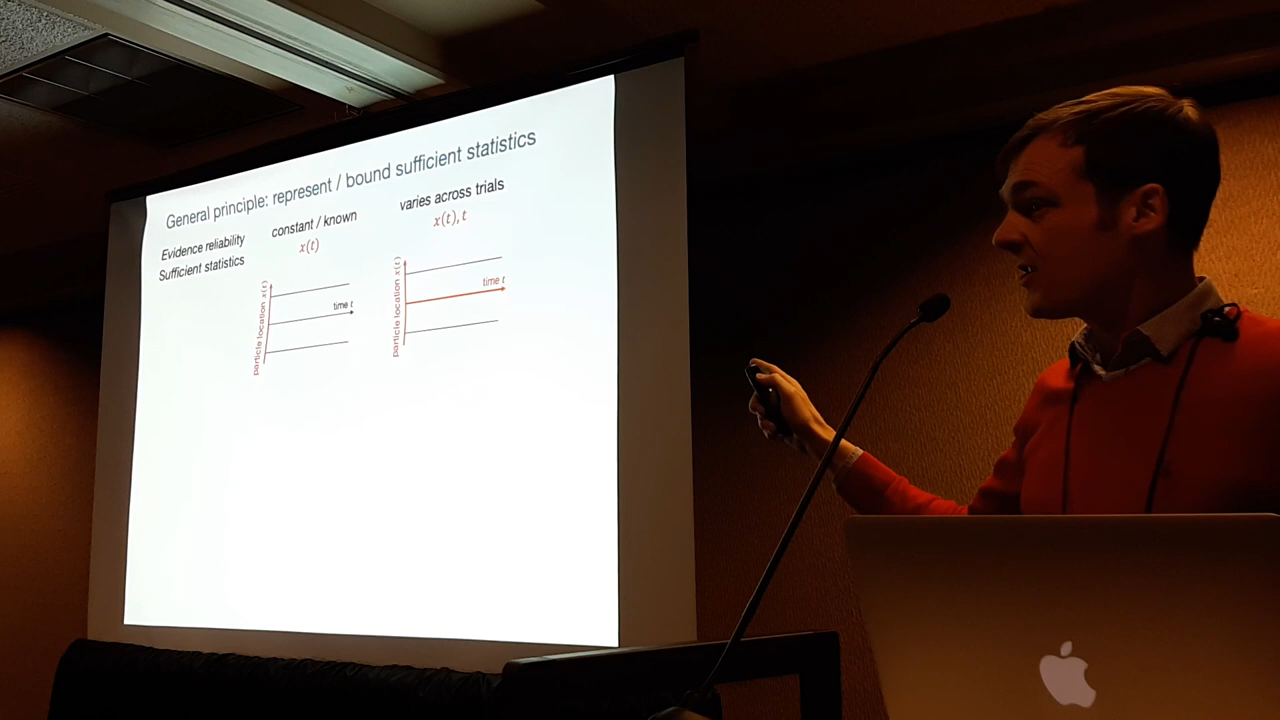 General principle: represent / bound sufficient statistics
Evidence reliability
constant / known
varies across trials
Sufficient statistics
x(t)
x(t), t
particle location x(t)
time t
particle location x(t)
time t